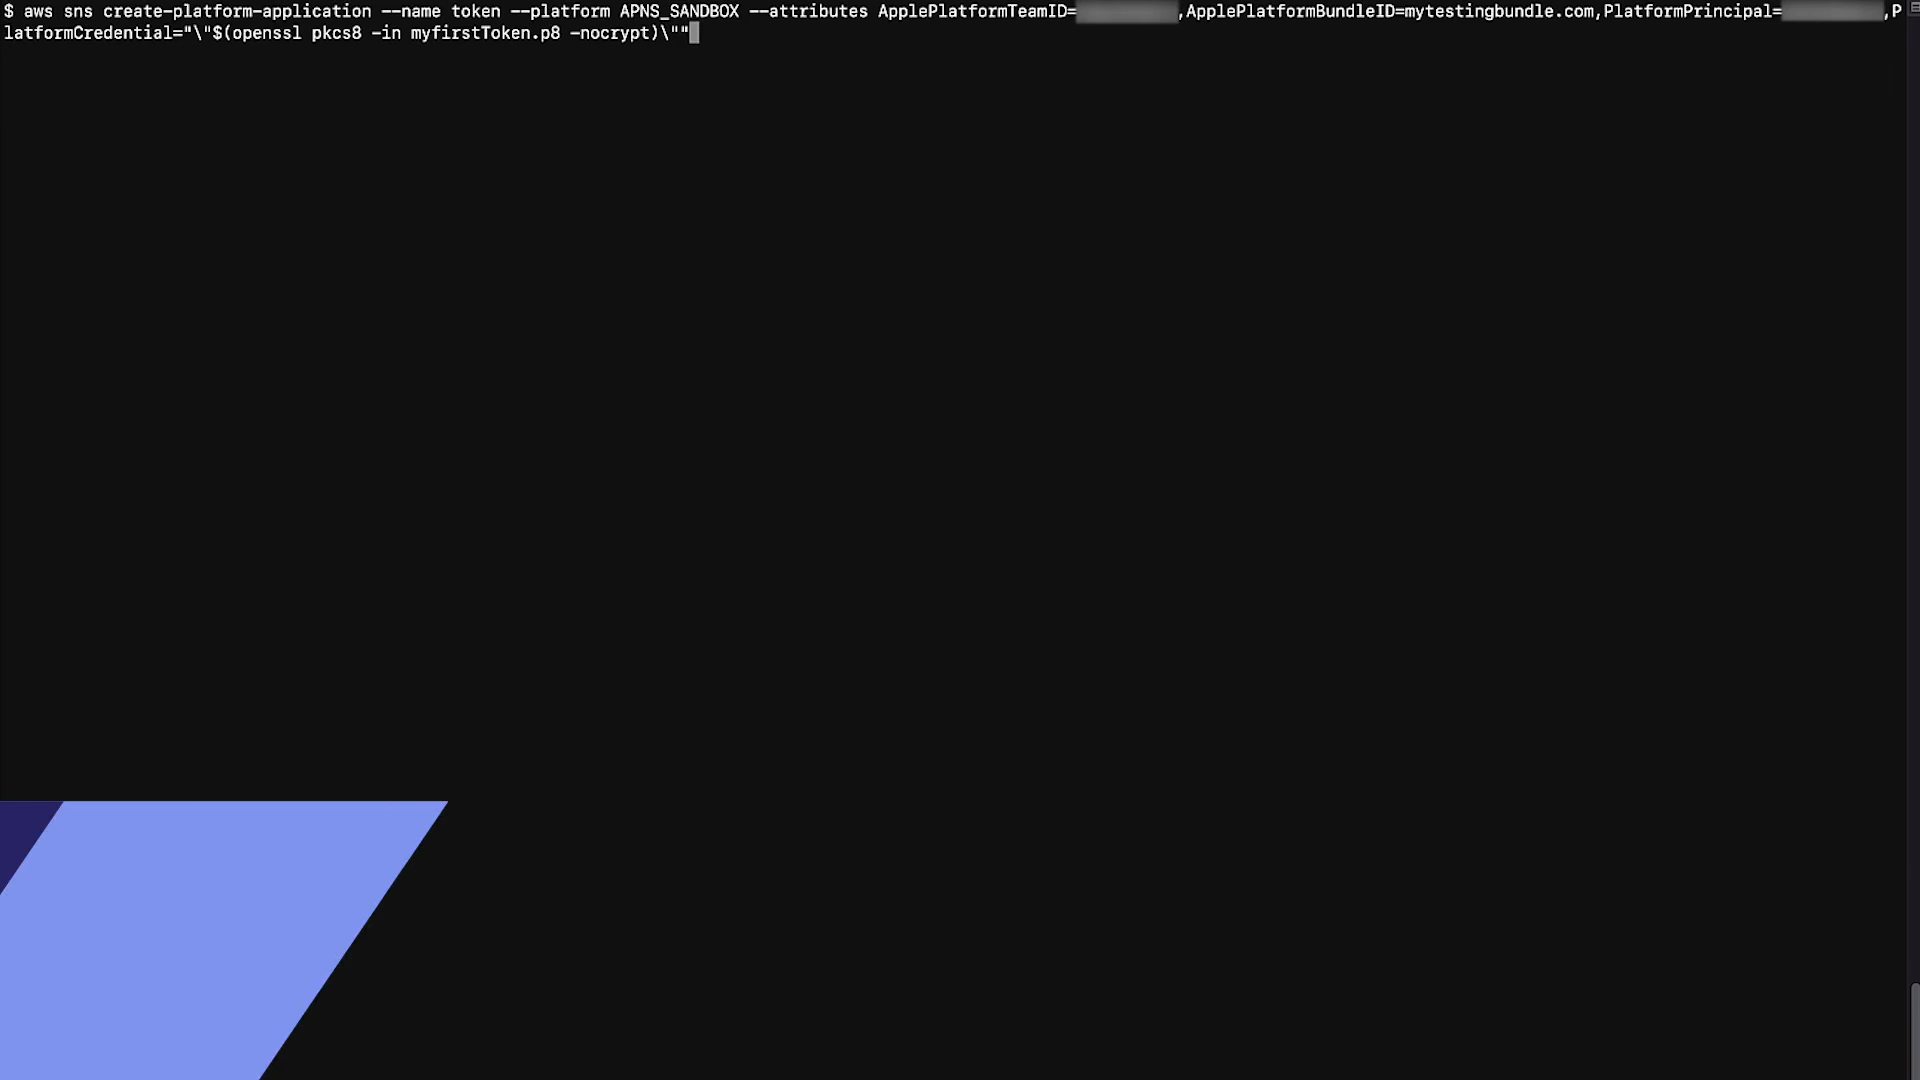 $ aws sns create-platform-application --name token --platform APNS_SANDBOX --attributes ApplePlatformTeamID= ,ApplePlatformBundleID=mytestingbundle.com,PlatformPrincipal= ,P
latformCredential="\"$(openssl pkcs8 -in myfirstToken.p8 -nocrypt)\""